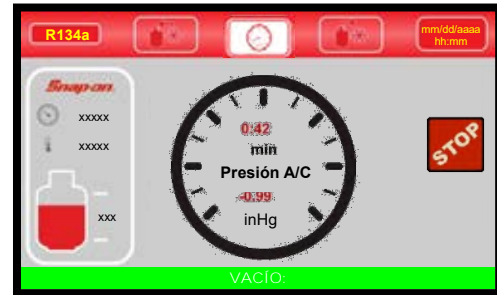 R134a
mm/dd/aaaa
hh:mm
Snap-on
xxxxx
xxxxx
xxx
0:42
min
Presión A/C
-0.99
inHg
STOP
VACÍO: